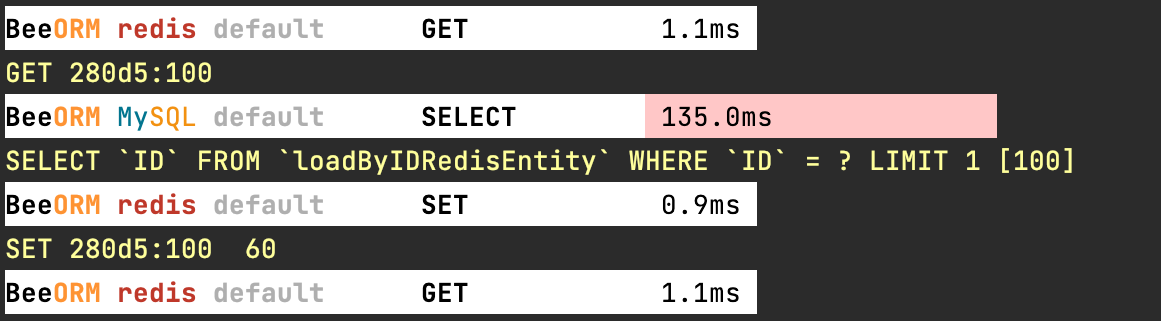 BeeORM redis default GET 1.1ms
GET 280d5:100
BeeORM MySQL default SELECT 135.0ms
SELECT `ID` FROM `loadByIDRedisEntity` WHERE `ID` = ? LIMIT 1 [100]
BeeORM redis default SET 0.9ms
SET 280d5:100  60
BeeORM redis default GET 1.1ms